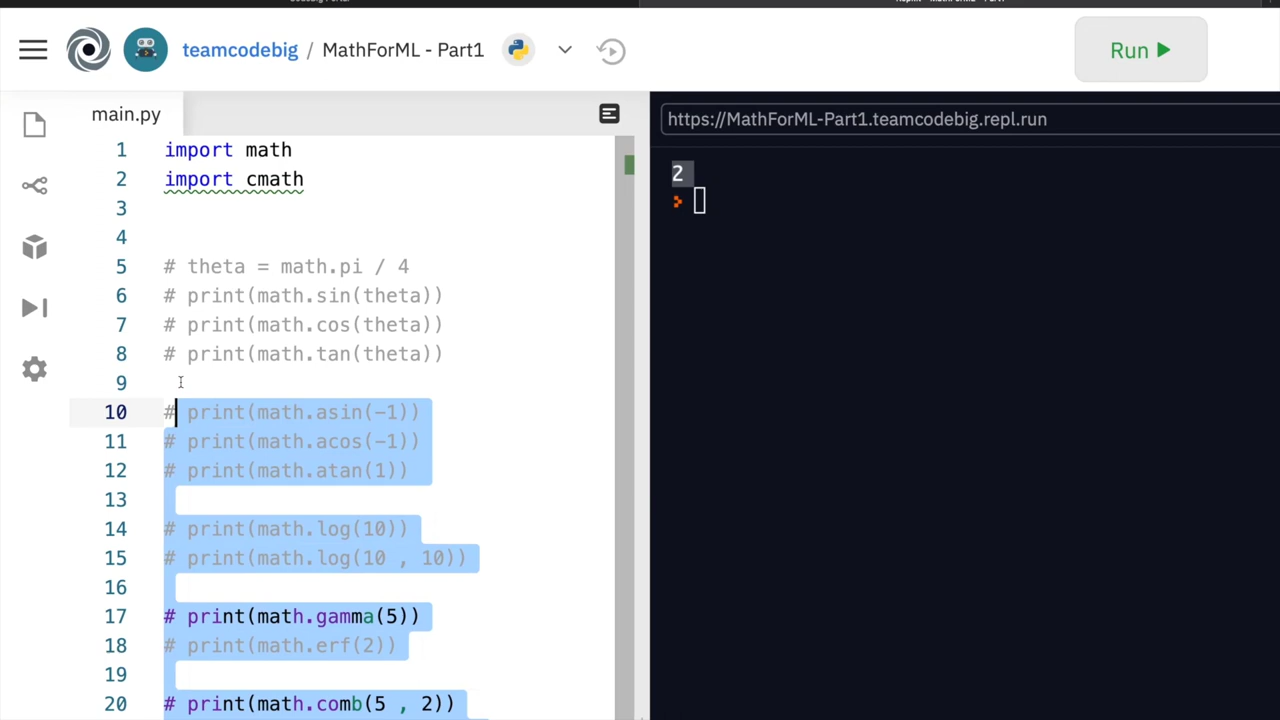 teamcodebig / MathForML - Part1
Run
main.py
https://MathForML-Part1.teamcodebig.repl.run
1 import math
2 import cmath
3
4
5 # theta = math.pi / 4
6 # print(math.sin(theta))
7 # print(math.cos(theta))
8 # print(math.tan(theta))
9
10 # print(math.asin(-1))
11 # print(math.acos(-1))
12 # print(math.atan(1))
13
14 # print(math.log(10))
15 # print(math.log(10 , 10))
16
17 # print(math.gamma(5))
18 # print(math.erf(2))
19
20 # print(math.comb(5 , 2))
2